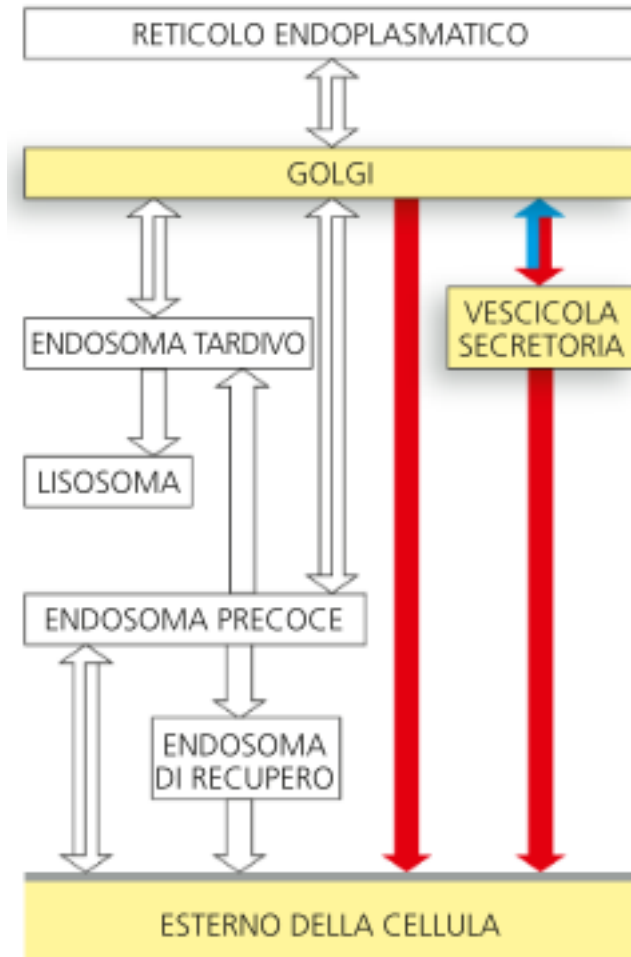 RETICOLO ENDOPLASMATICO
GOLGI
VESCICOLA
SECRETORIA
ENDOSOMA TARDIVO
LISOSOMA
ENDOSOMA PRECOCE
ENDOSOMA
DI RECUPERO
ESTERNO DELLA CELLULA